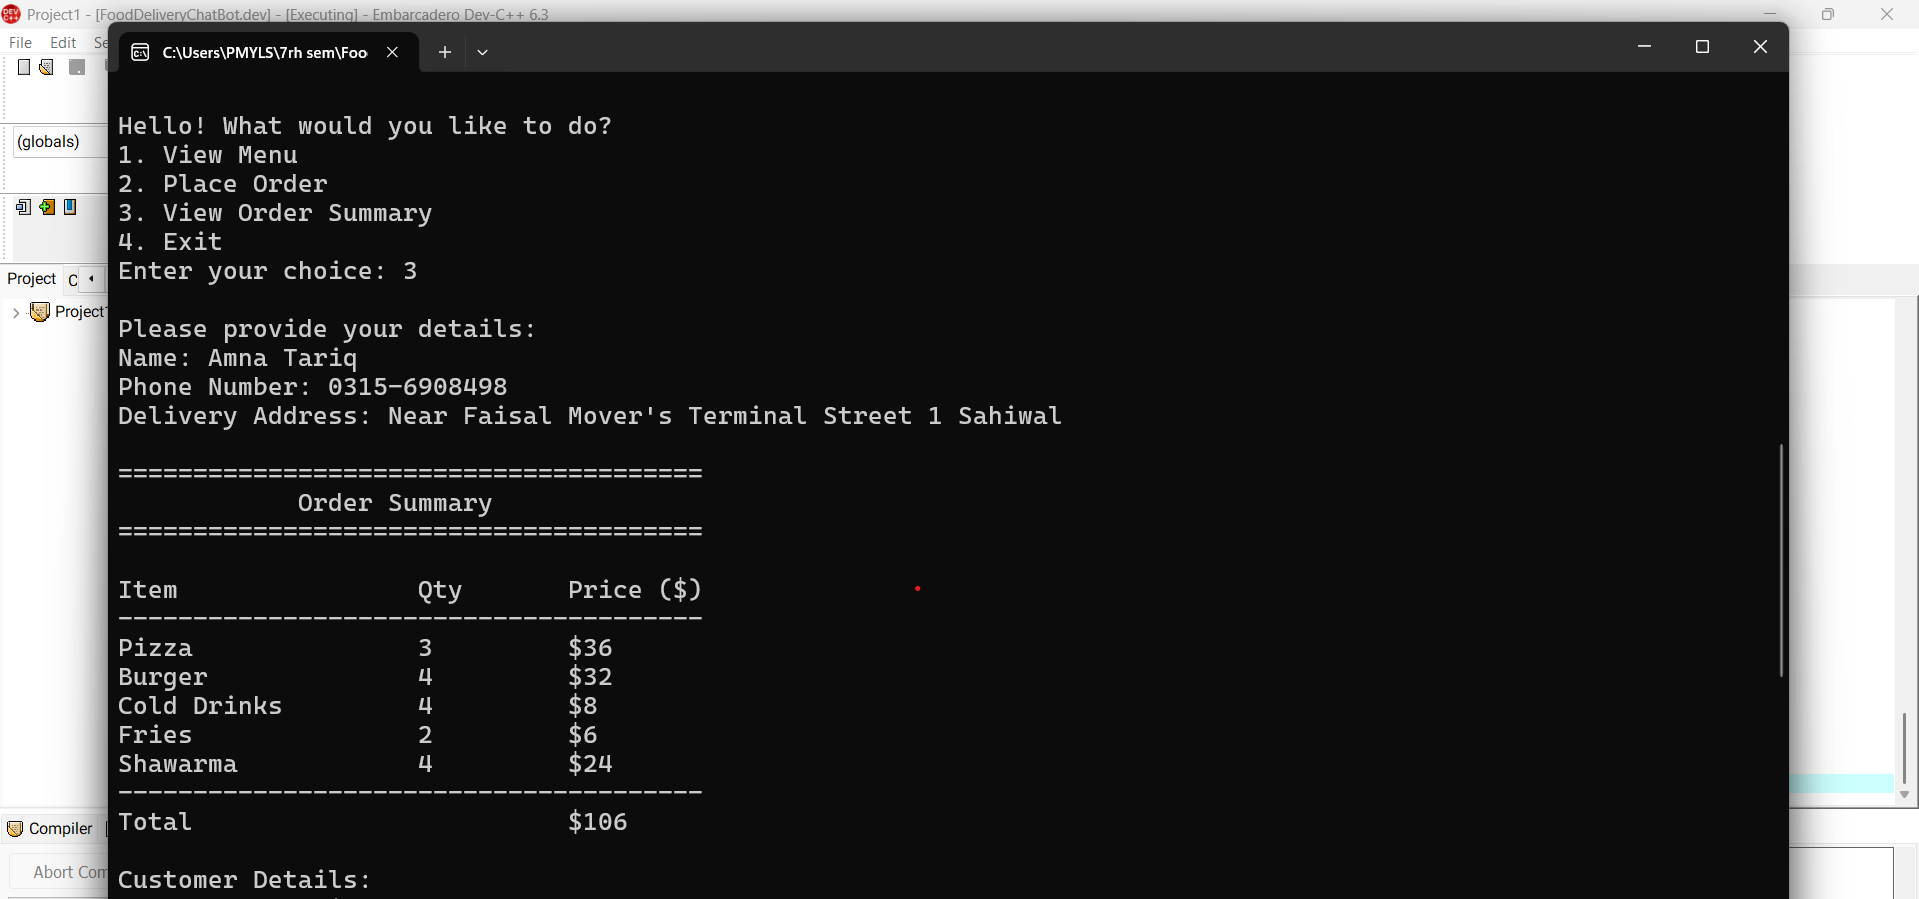 Project1 - [FoodDeliveryChatBot.dev] - [Executing] - Embarcadero Dev-C++ 6.3
File Edit Se
C:\Users\PMYLS\7rh sem\Foo
(globals)
Project C
Project1
Hello! What would you like to do?
1. View Menu
2. Place Order
3. View Order Summary
4. Exit
Enter your choice: 3
Please provide your details:
Name: Amna Tariq
Phone Number: 0315-6908498
Delivery Address: Near Faisal Mover's Terminal Street 1 Sahiwal
=======================================
Order Summary
=======================================
Item Qty Price ($)
---------------------------------------
Pizza 3 $36
Burger 4 $32
Cold Drinks 4 $8
Fries 2 $6
Shawarma 4 $24
---------------------------------------
Total $106
Customer Details:
Compiler
Abort Com